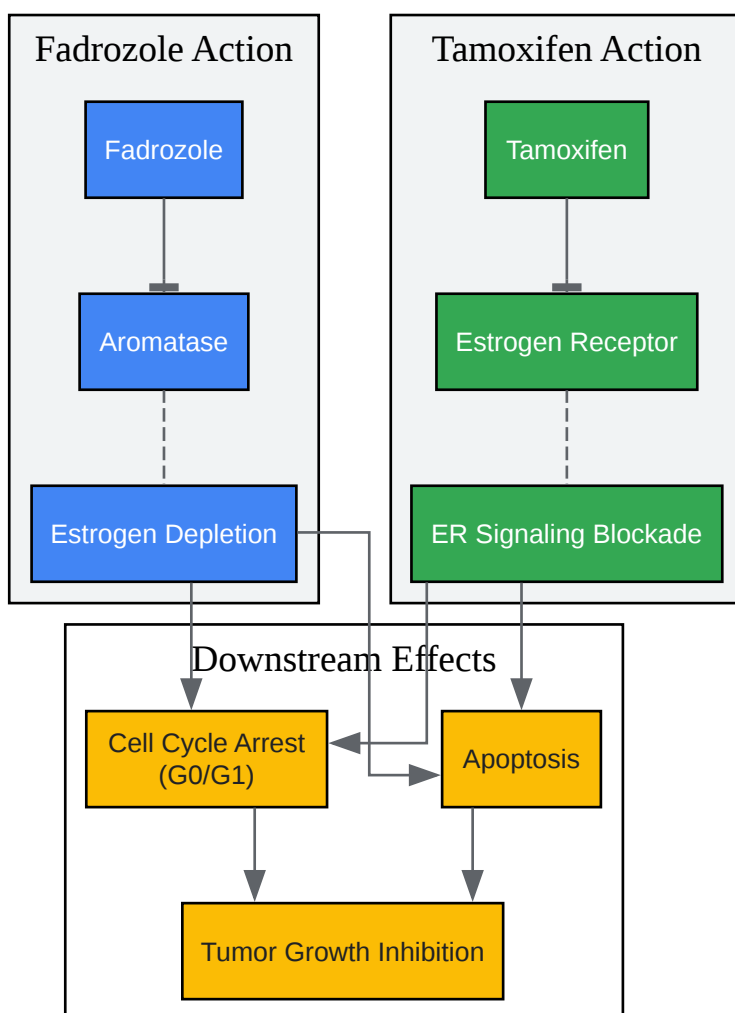 Fadrozole Action
Fadrozole
Aromatase
Estrogen Depletion
Tamoxifen Action
Tamoxifen
Estrogen Receptor
ER Signaling Blockade
Downstream Effects
Cell Cycle Arrest
(G0/G1)
Apoptosis
Tumor Growth Inhibition